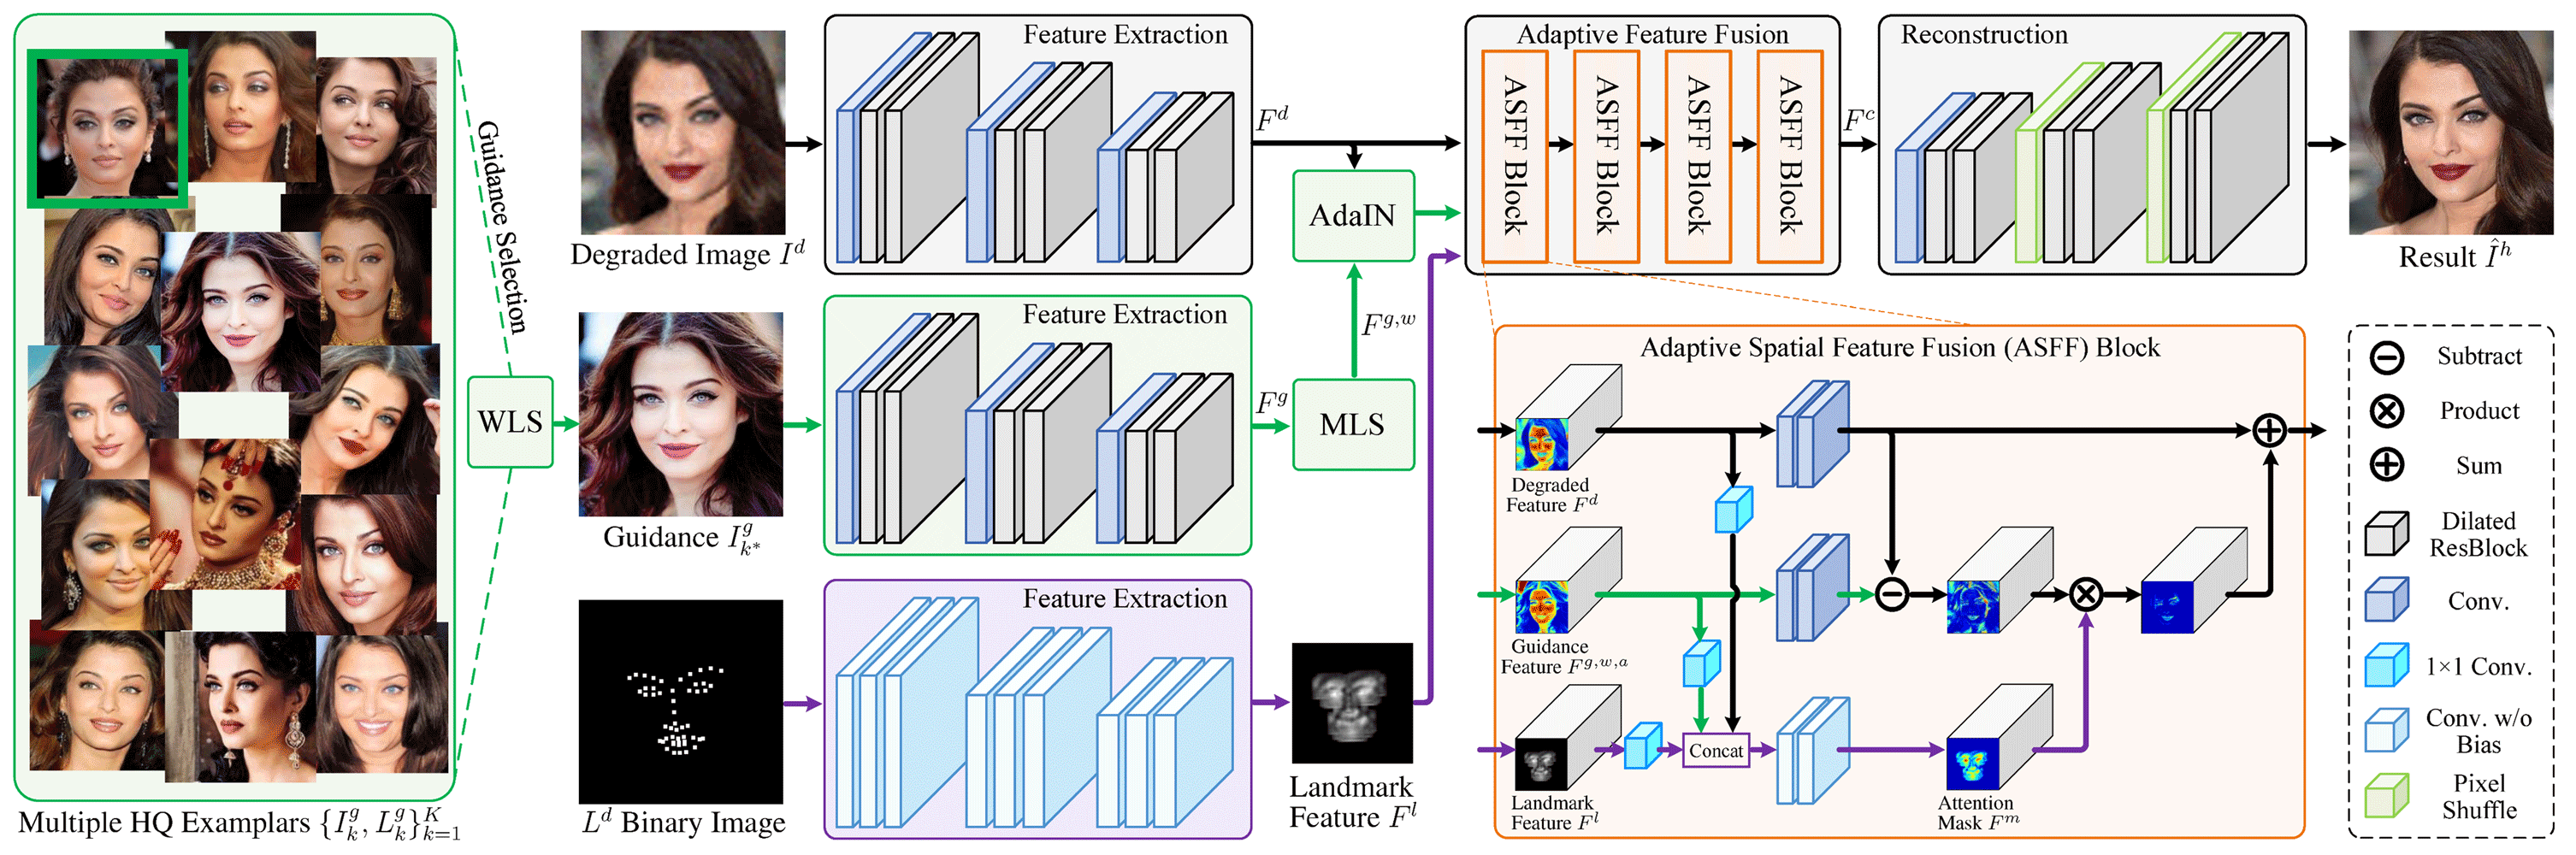 Guidance Selection
WLS
Multiple HQ Examplars {I_k^g, L_k^g}_{k=1}^K
Degraded Image I^d
Feature Extraction
F^d
Guidance I_{k*}^g
Feature Extraction
F^g
MLS
F^{g,w}
AdaIN
L^d Binary Image
Feature Extraction
Landmark
Feature F^l
Adaptive Feature Fusion
ASFF Block
ASFF Block
ASFF Block
ASFF Block
F^c
Reconstruction
Result Î^h
Adaptive Spatial Feature Fusion (ASFF) Block
Degraded
Feature F^d
Guidance
Feature F^{g,w,a}
Landmark
Feature F^l
Concat
Attention
Mask F^m
Subtract
Product
Sum
Dilated
ResBlock
Conv.
1×1 Conv.
Conv. w/o
Bias
Pixel
Shuffle